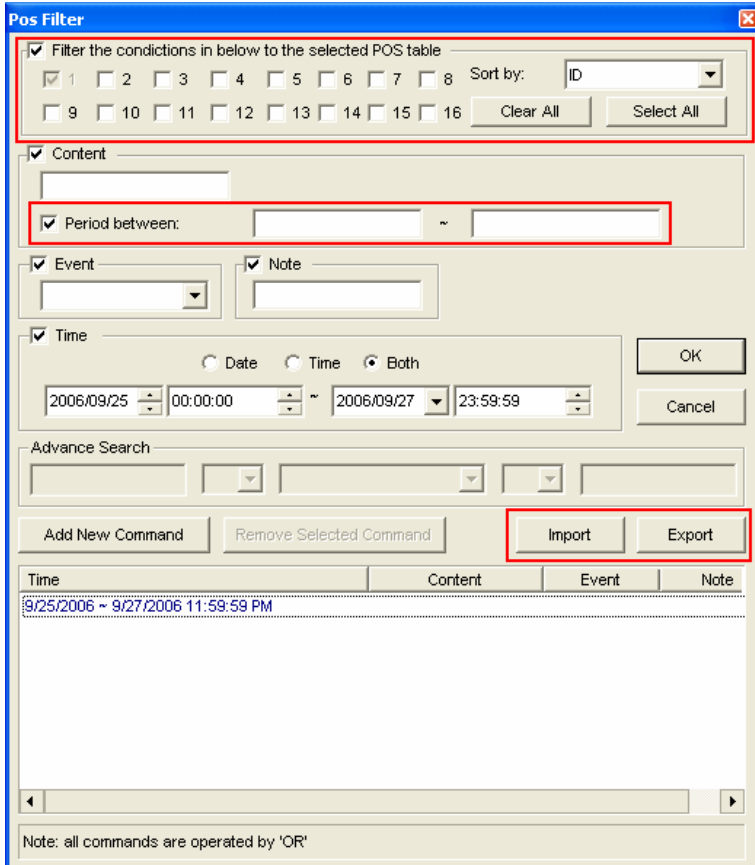 Pos Filter
Filter the condictions in below to the selected POS table
1 2 3 4 5 6 7 8 Sort by: ID
9 10 11 12 13 14 15 16 Clear All Select All
Content
Period between: ~
Event Note
Time
Date Time Both OK
2006/09/25 00:00:00 ~ 2006/09/27 23:59:59
Cancel
Advance Search
Add New Command Remove Selected Command Import Export
Time Content Event Note
9/25/2006 ~ 9/27/2006 11:59:59 PM
Note: all commands are operated by 'OR'